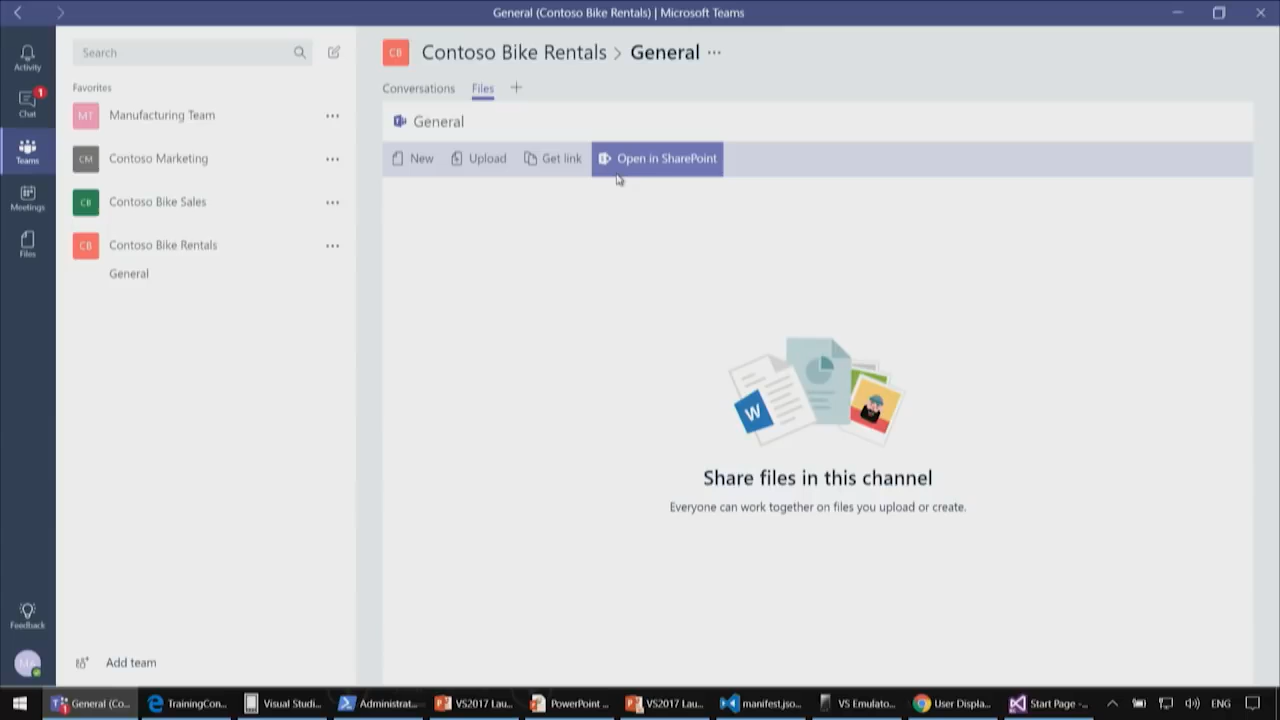 General (Contoso Bike Rentals) | Microsoft Teams
Activity
Chat
1
Teams
Meetings
Files
Feedback
MA
Search
Favorites
MT Manufacturing Team ...
CM Contoso Marketing ...
CB Contoso Bike Sales ...
CB Contoso Bike Rentals ...
General
Add team
CB Contoso Bike Rentals > General ...
Conversations Files +
General
New Upload Get link Open in SharePoint
W
Share files in this channel
Everyone can work together on files you upload or create.
General (Co... TrainingCon... Visual Studi... Administrat... VS2017 Lau... PowerPoint ... VS2017 Lau... manifest.jso... VS Emulato... User Displa... Start Page -... ENG